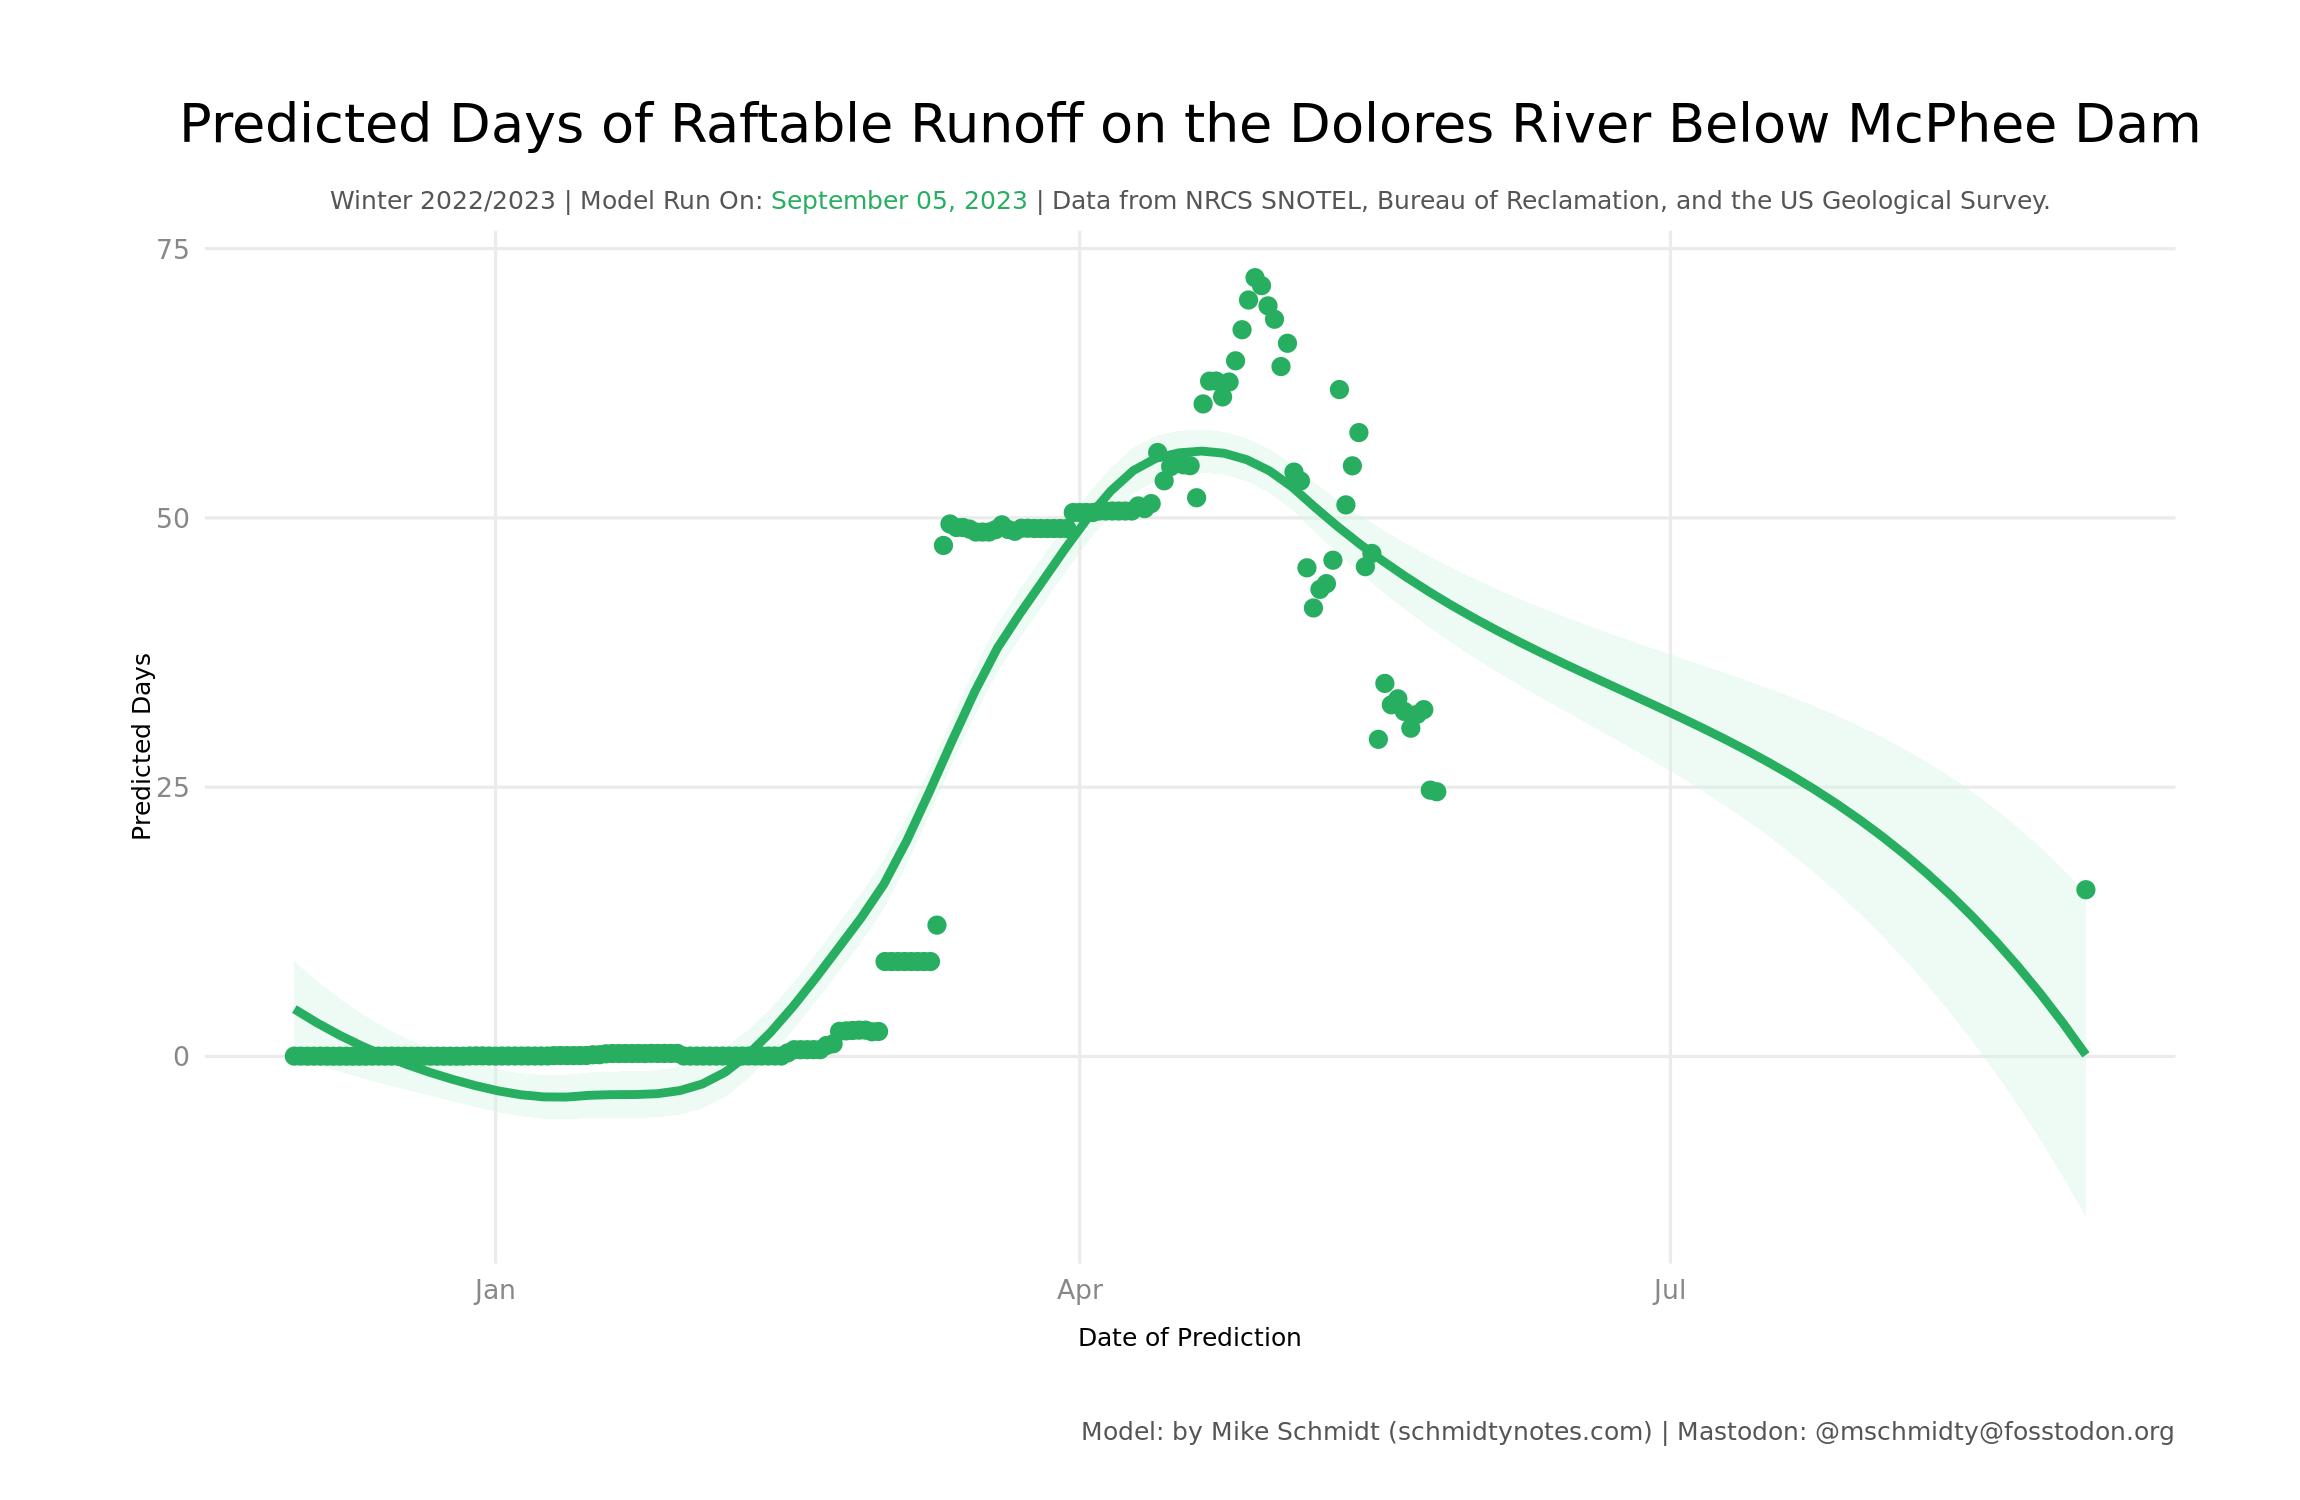 Predicted Days of Raftable Runoff on the Dolores River Below McPhee Dam
Winter 2022/2023 | Model Run On: September 05, 2023 | Data from NRCS SNOTEL, Bureau of Reclamation, and the US Geological Survey.
75
50
25
0
Predicted Days
Jan
Apr
Jul
Date of Prediction
Model: by Mike Schmidt (schmidtynotes.com) | Mastodon: @mschmidty@fosstodon.org